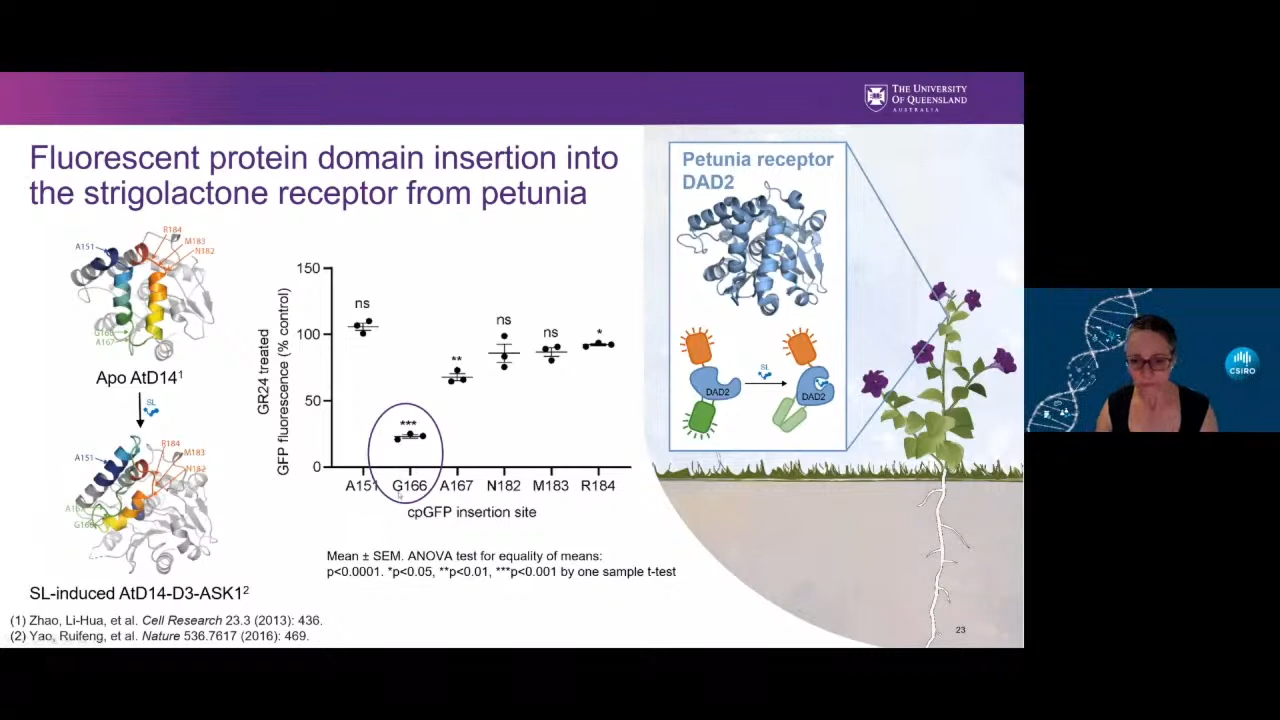 THE UNIVERSITY
OF QUEENSLAND
AUSTRALIA
Fluorescent protein domain insertion into
the strigolactone receptor from petunia
R184
A151
M183
N182
G166
A167
Apo AtD14¹
SL
R184
M183
A151
N182
A167
G166
SL-induced AtD14-D3-ASK1²
GR24 treated
GFP fluorescence (% control)
150
100
50
0
ns
***
**
ns
ns
*
A151 G166 A167 N182 M183 R184
cpGFP insertion site
Mean ± SEM. ANOVA test for equality of means:
p<0.0001. *p<0.05, **p<0.01, ***p<0.001 by one sample t-test
(1) Zhao, Li-Hua, et al. Cell Research 23.3 (2013): 436.
(2) Yao, Ruifeng, et al. Nature 536.7617 (2016): 469.
Petunia receptor
DAD2
SL
DAD2
DAD2
23
CSIRO